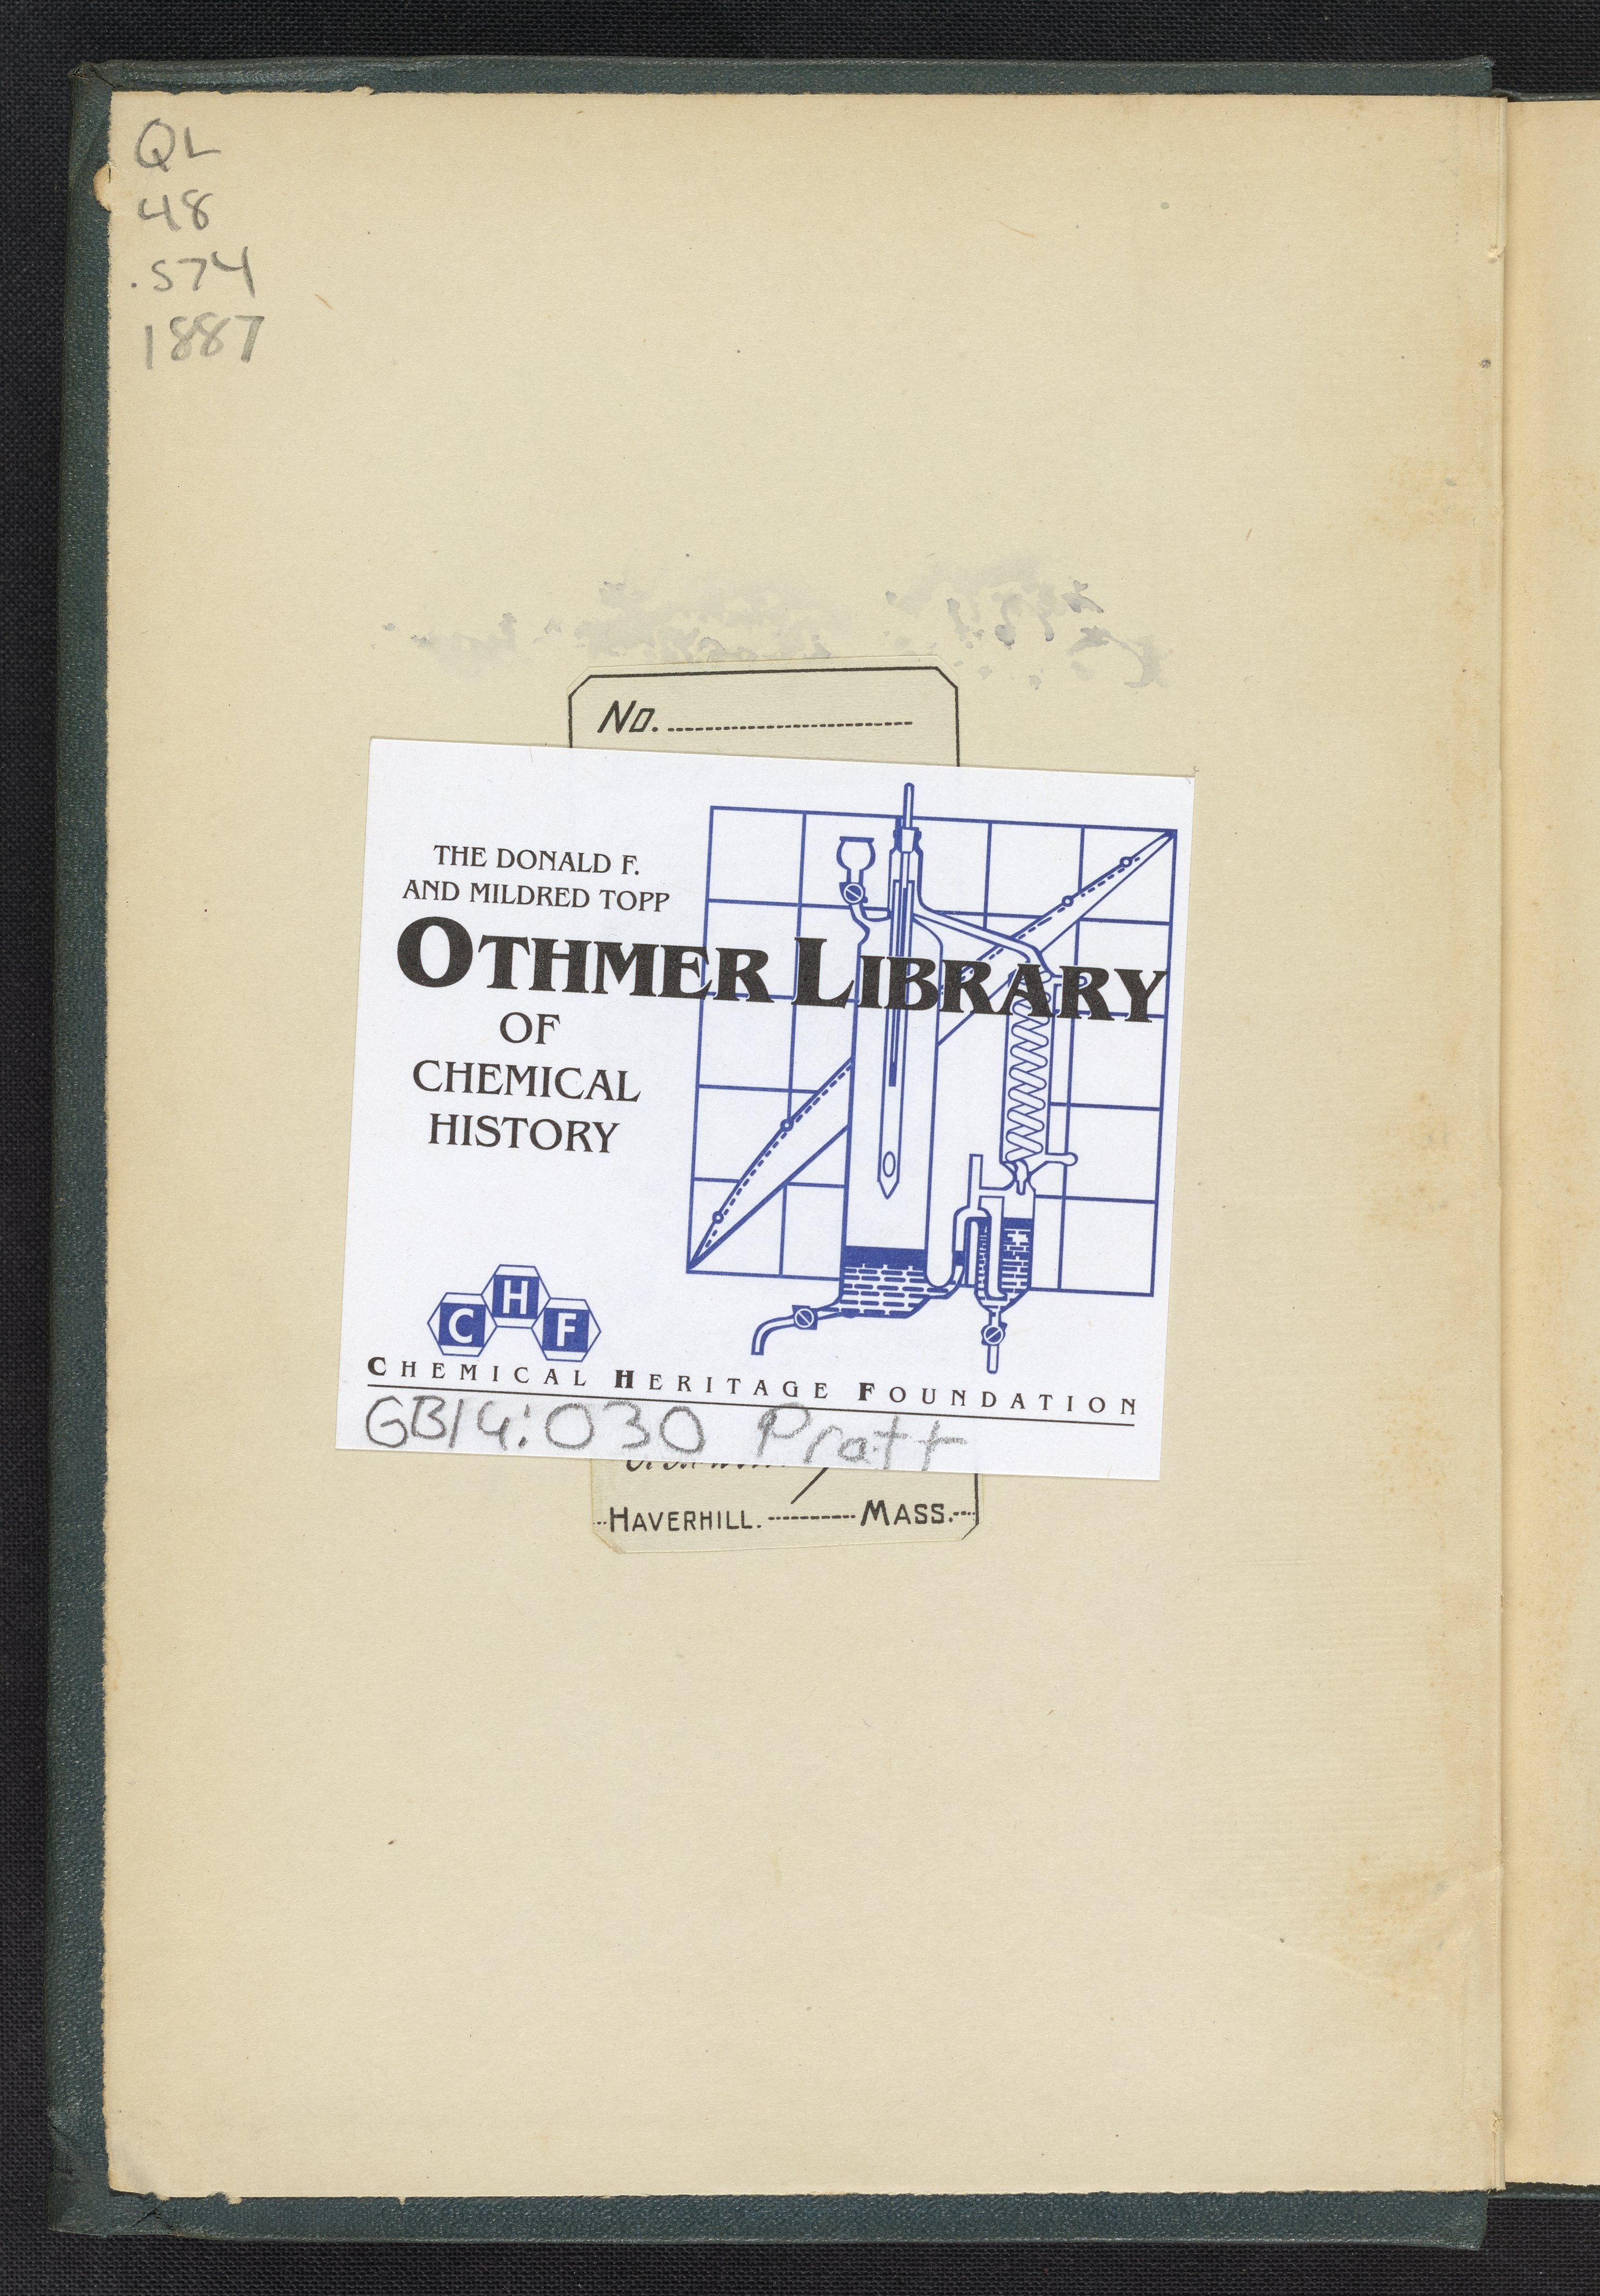 QL
48
.S74
1887
No.
THE DONALD F.
AND MILDRED TOPP
OTHMER LIBRARY
OF
CHEMICAL
HISTORY
C H F
CHEMICAL HERITAGE FOUNDATION
GB14:030 Pratt
HAVERHILL. MASS.